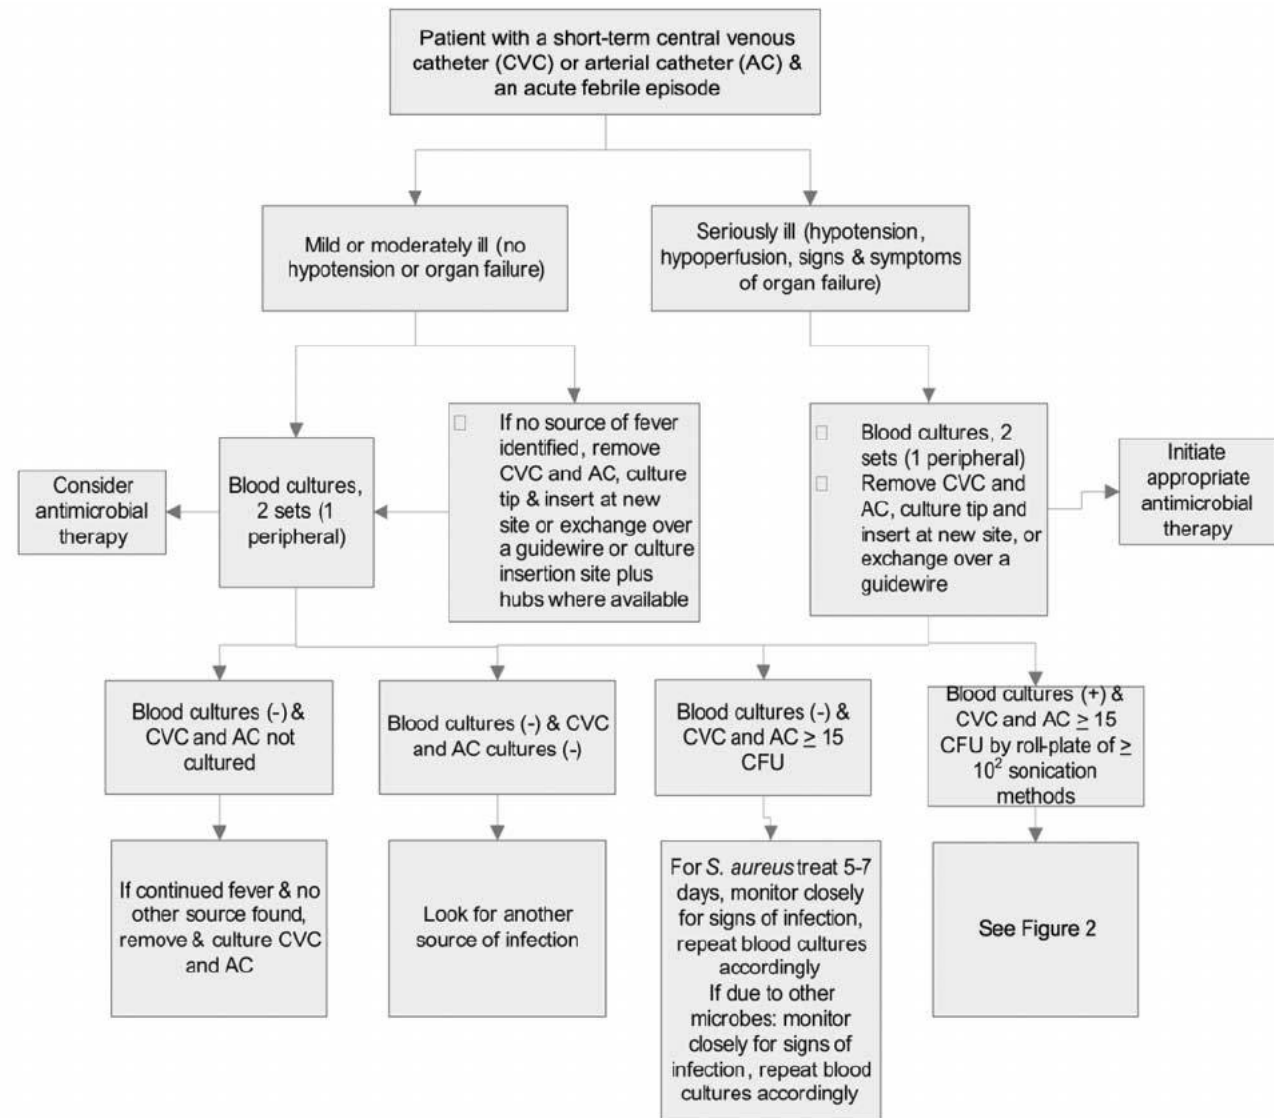 Patient with a short-term central venous
catheter (CVC) or arterial catheter (AC) &
an acute febrile episode
Mild or moderately ill (no
hypotension or organ failure)
Seriously ill (hypotension,
hypoperfusion, signs & symptoms
of organ failure)
Consider
antimicrobial
therapy
Blood cultures,
2 sets (1
peripheral)
If no source of fever
identified, remove
CVC and AC, culture
tip & insert at new
site or exchange over
a guidewire or culture
insertion site plus
hubs where available
Blood cultures, 2
sets (1 peripheral)
Remove CVC and
AC, culture tip and
insert at new site, or
exchange over a
guidewire
Initiate
appropriate
antimicrobial
therapy
Blood cultures (-) &
CVC and AC not
cultured
Blood cultures (-) & CVC
and AC cultures (-)
Blood cultures (-) &
CVC and AC ≥ 15
CFU
Blood cultures (+) &
CVC and AC ≥ 15
CFU by roll-plate of ≥
10² sonication
methods
If continued fever & no
other source found,
remove & culture CVC
and AC
Look for another
source of infection
For S. aureus treat 5-7
days, monitor closely
for signs of infection,
repeat blood cultures
accordingly
If due to other
microbes: monitor
closely for signs of
infection, repeat blood
cultures accordingly
See Figure 2